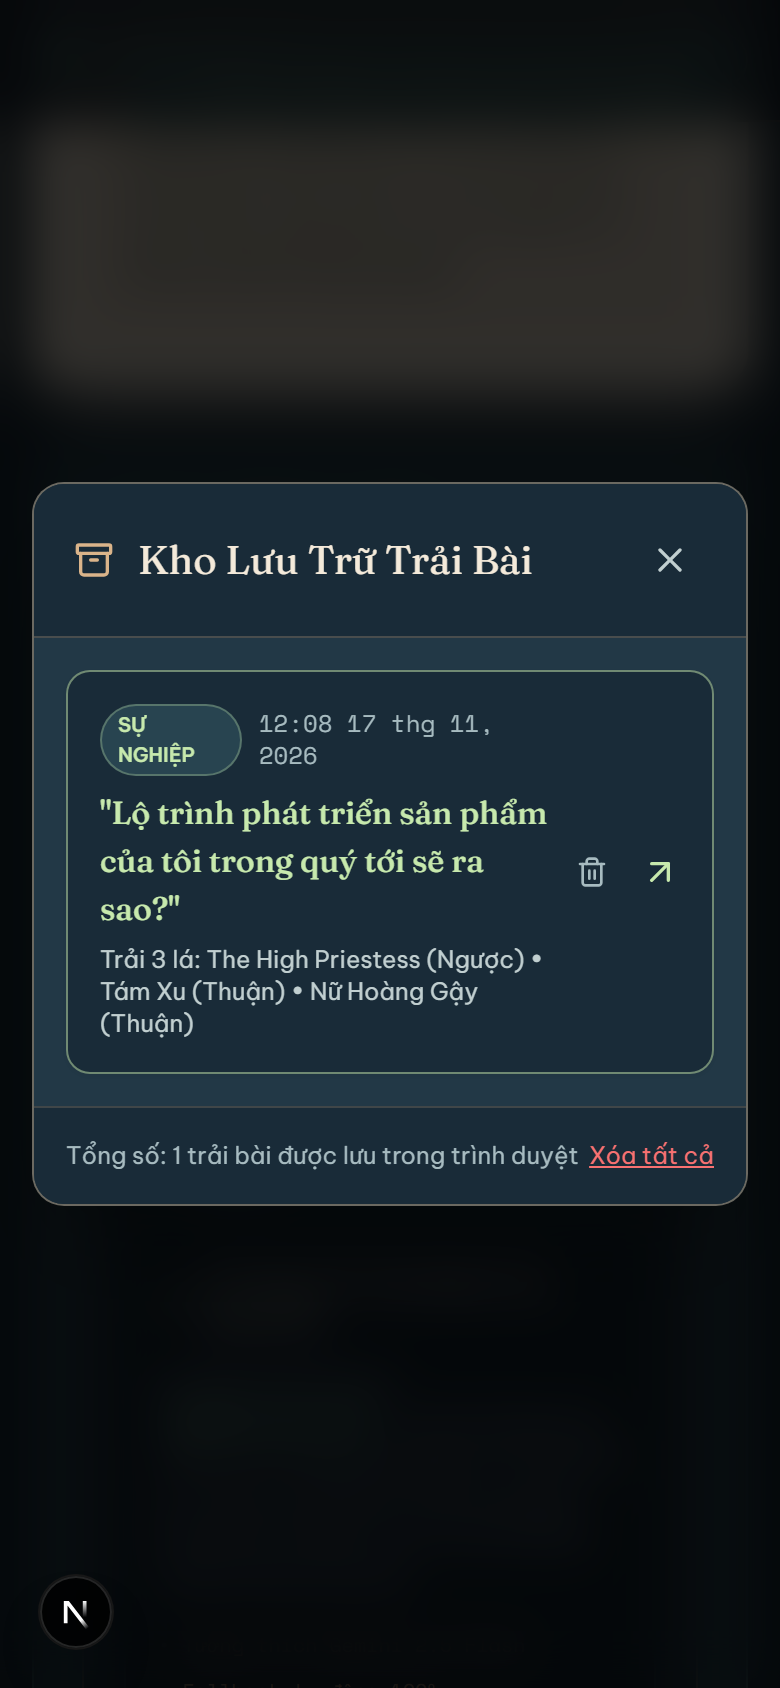 Kho Lưu Trữ Trải Bài
SỰ
NGHIỆP
12:08 17 thg 11,
2026
"Lộ trình phát triển sản phẩm
của tôi trong quý tới sẽ ra
sao?"
Trải 3 lá: The High Priestess (Ngược) •
Tám Xu (Thuận) • Nữ Hoàng Gậy
(Thuận)
Tổng số: 1 trải bài được lưu trong trình duyệt Xóa tất cả
N